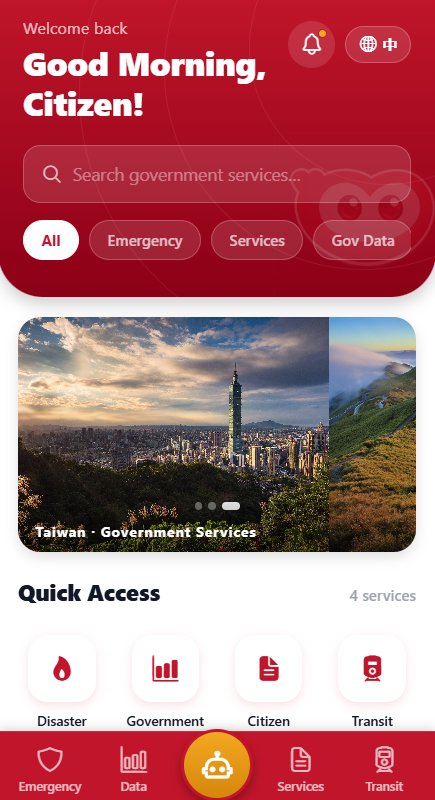 Welcome back
Good Morning,
Citizen!
中
Search government services...
All
Emergency
Services
Gov Data
Taiwan · Government Services
Quick Access
4 services
Disaster
Government
Citizen
Transit
Emergency
Data
Services
Transit